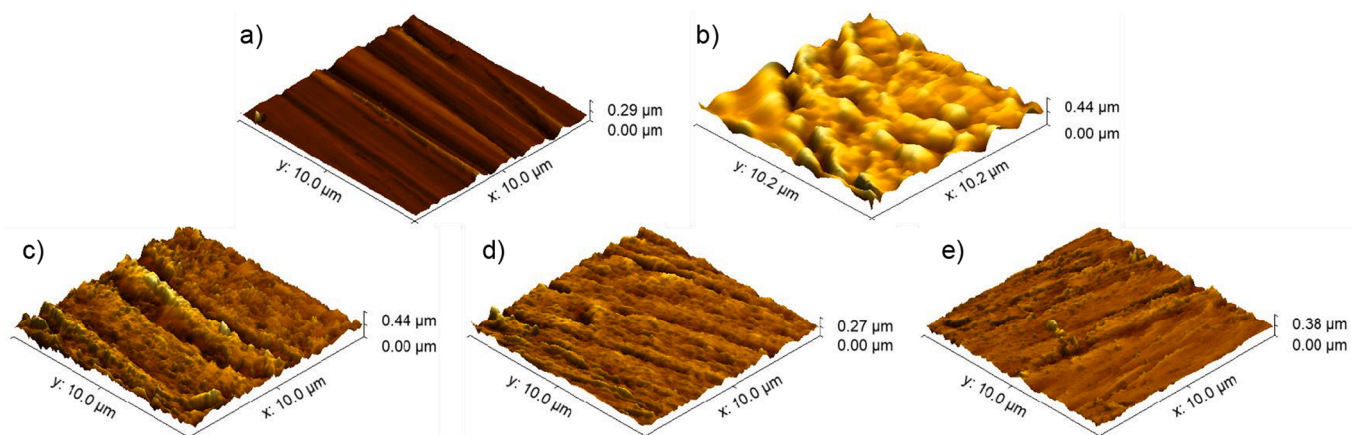 a)
0.29 µm
0.00 µm
y: 10.0 µm
x: 10.0 µm
b)
0.44 µm
0.00 µm
y: 10.2 µm
x: 10.2 µm
c)
0.44 µm
0.00 µm
y: 10.0 µm
x: 10.0 µm
d)
0.27 µm
0.00 µm
y: 10.0 µm
x: 10.0 µm
e)
0.38 µm
0.00 µm
y: 10.0 µm
x: 10.0 µm